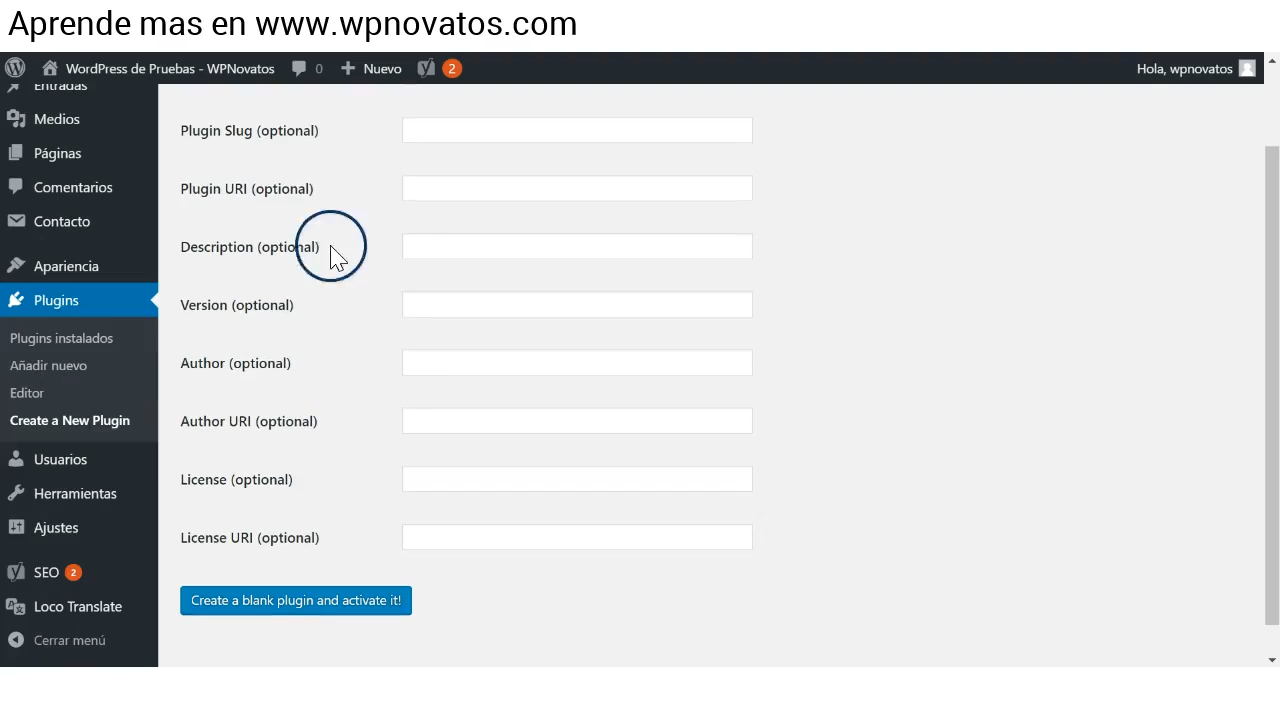 Aprende mas en www.wpnovatos.com
WordPress de Pruebas - WPNovatos 0 Nuevo 2 Hola, wpnovatos
Entradas
Medios
Páginas
Comentarios
Contacto
Apariencia
Plugins
Plugins instalados
Añadir nuevo
Editor
Create a New Plugin
Usuarios
Herramientas
Ajustes
SEO 2
Loco Translate
Cerrar menú
Plugin Slug (optional)
Plugin URI (optional)
Description (optional)
Version (optional)
Author (optional)
Author URI (optional)
License (optional)
License URI (optional)
Create a blank plugin and activate it!